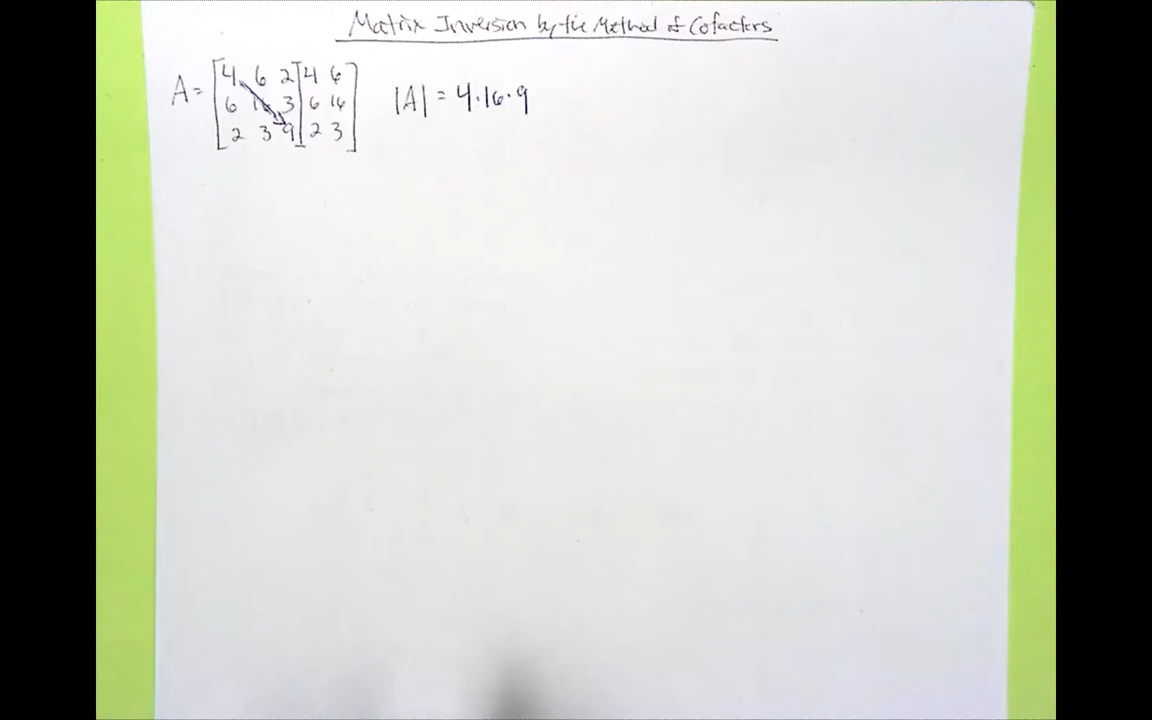 Matrix Inversion by the Method of Cofactors
4 6 2 4 6
A = 6 16 3 6 16 |A| = 4·16·9
2 3 9 2 3